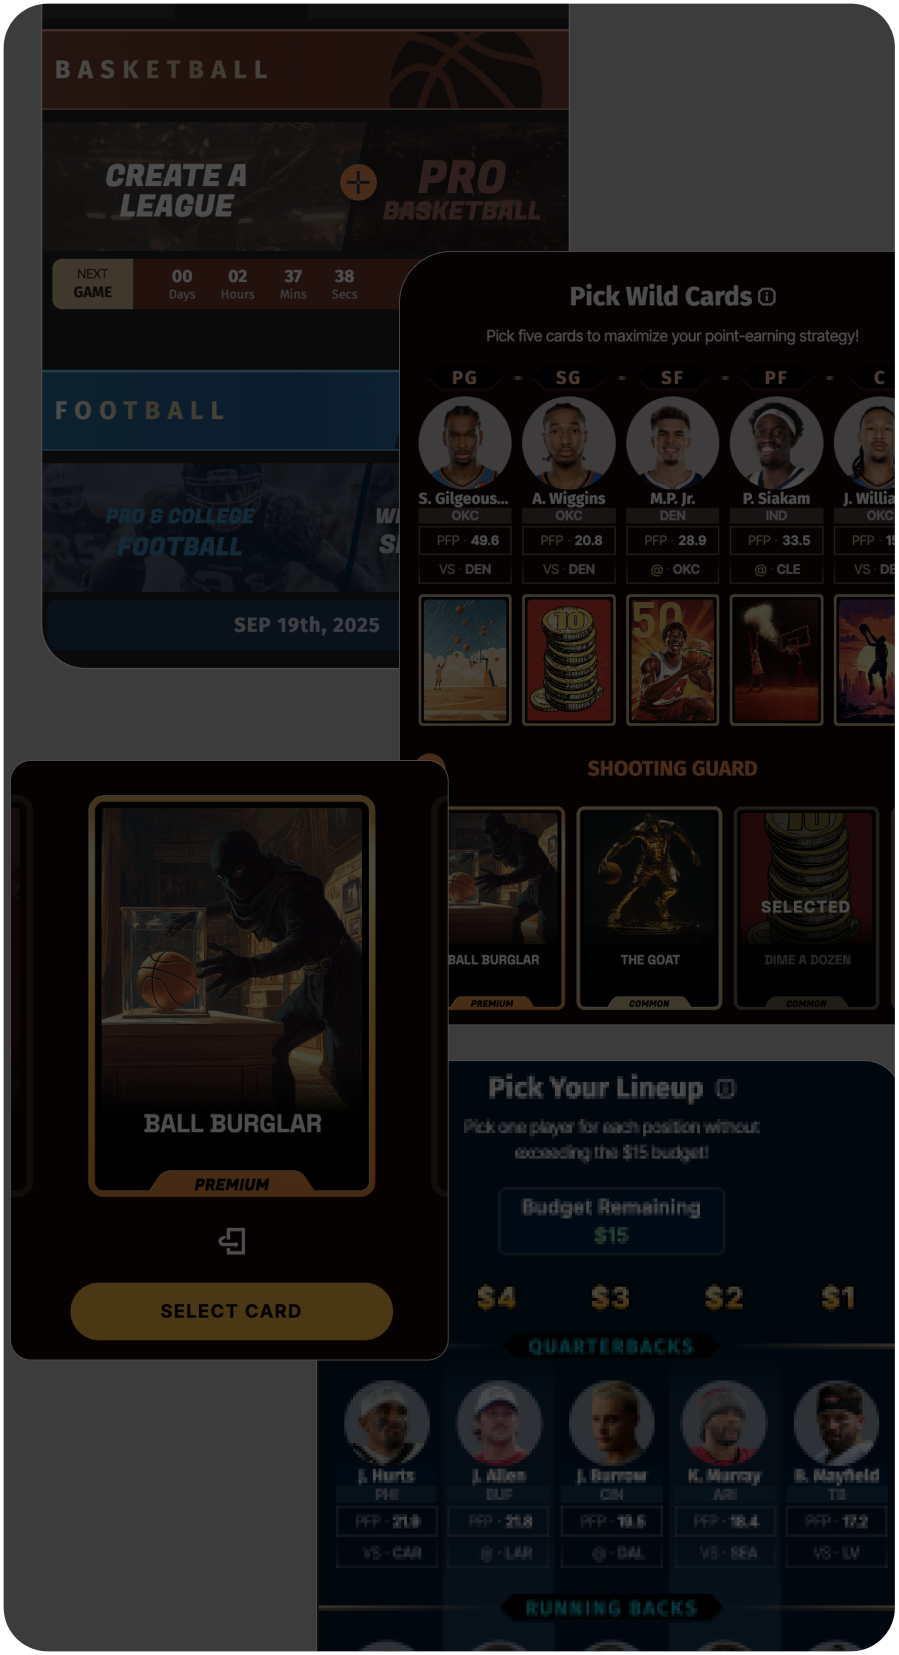 BASKETBALL
CREATE A
LEAGUE
PRO
BASKETBALL
NEXT
GAME
00 02 37 38
Days Hours Mins Secs
FOOTBALL
PRO & COLLEGE
FOOTBALL
SEP 19th, 2025
Pick Wild Cards
Pick five cards to maximize your point-earning strategy!
PG - SG - SF - PF - C
S. Gilgeous... A. Wiggins M.P. Jr. P. Siakam J. Willia
OKC OKC DEN IND OKC
PFP · 49.6 PFP · 20.8 PFP · 28.9 PFP · 33.5 PFP · 15
VS · DEN VS · DEN @ · OKC @ · CLE VS · DE
10 50
SHOOTING GUARD
10
SELECTED
BALL BURGLAR THE GOAT DIME A DOZEN
PREMIUM COMMON COMMON
BALL BURGLAR
PREMIUM
SELECT CARD
Pick Your Lineup
Pick one player for each position without
exceeding the $15 budget!
Budget Remaining
$15
$4 $3 $2 $1
QUARTERBACKS
J. Hurts J. Allen J. Burrow K. Murray B. Mayfield
PHI BUF CIN ARI TB
PFP · 21.9 PFP · 21.8 PFP · 19.5 PFP · 18.4 PFP · 17.2
VS · CAR @ · LAR @ · DAL VS · SEA VS · LV
RUNNING BACKS